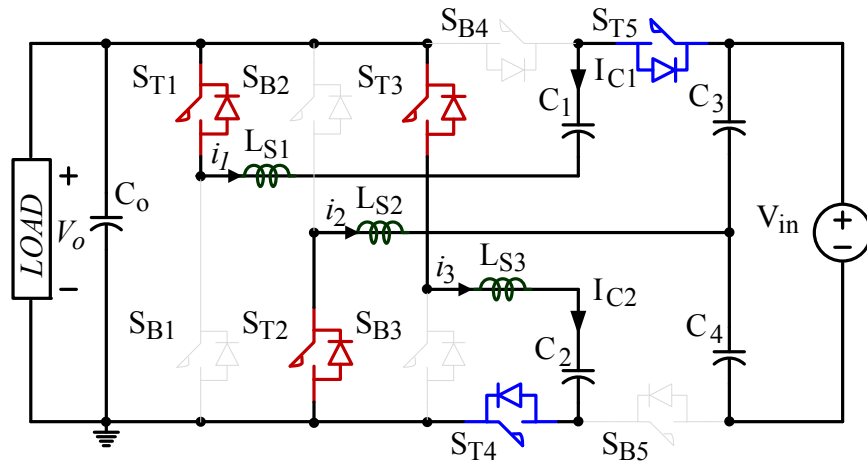 S_B4
S_T5
S_T1
S_B2
S_T3
I_C1
C_1
C_3
L_S1
i_1
C_o
+
LOAD
V_o
−
L_S2
i_2
V_in
+
−
i_3
L_S3
I_C2
S_B1
S_T2
S_B3
C_2
C_4
S_T4
S_B5